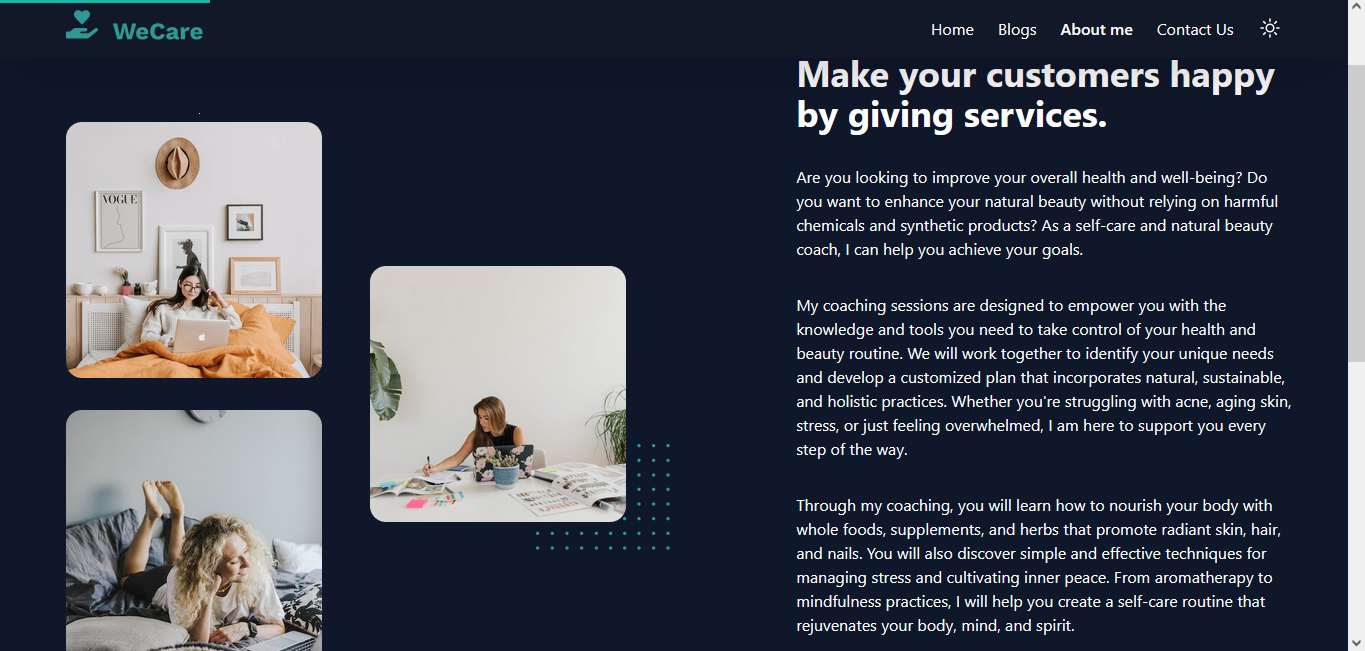 WeCare
Home
Blogs
About me
Contact Us
Make your customers happy
by giving services.
VOGUE
Are you looking to improve your overall health and well-being? Do
you want to enhance your natural beauty without relying on harmful
chemicals and synthetic products? As a self-care and natural beauty
coach, I can help you achieve your goals.
My coaching sessions are designed to empower you with the
knowledge and tools you need to take control of your health and
beauty routine. We will work together to identify your unique needs
and develop a customized plan that incorporates natural, sustainable,
and holistic practices. Whether you're struggling with acne, aging skin,
stress, or just feeling overwhelmed, I am here to support you every
step of the way.
Through my coaching, you will learn how to nourish your body with
whole foods, supplements, and herbs that promote radiant skin, hair,
and nails. You will also discover simple and effective techniques for
managing stress and cultivating inner peace. From aromatherapy to
mindfulness practices, I will help you create a self-care routine that
rejuvenates your body, mind, and spirit.